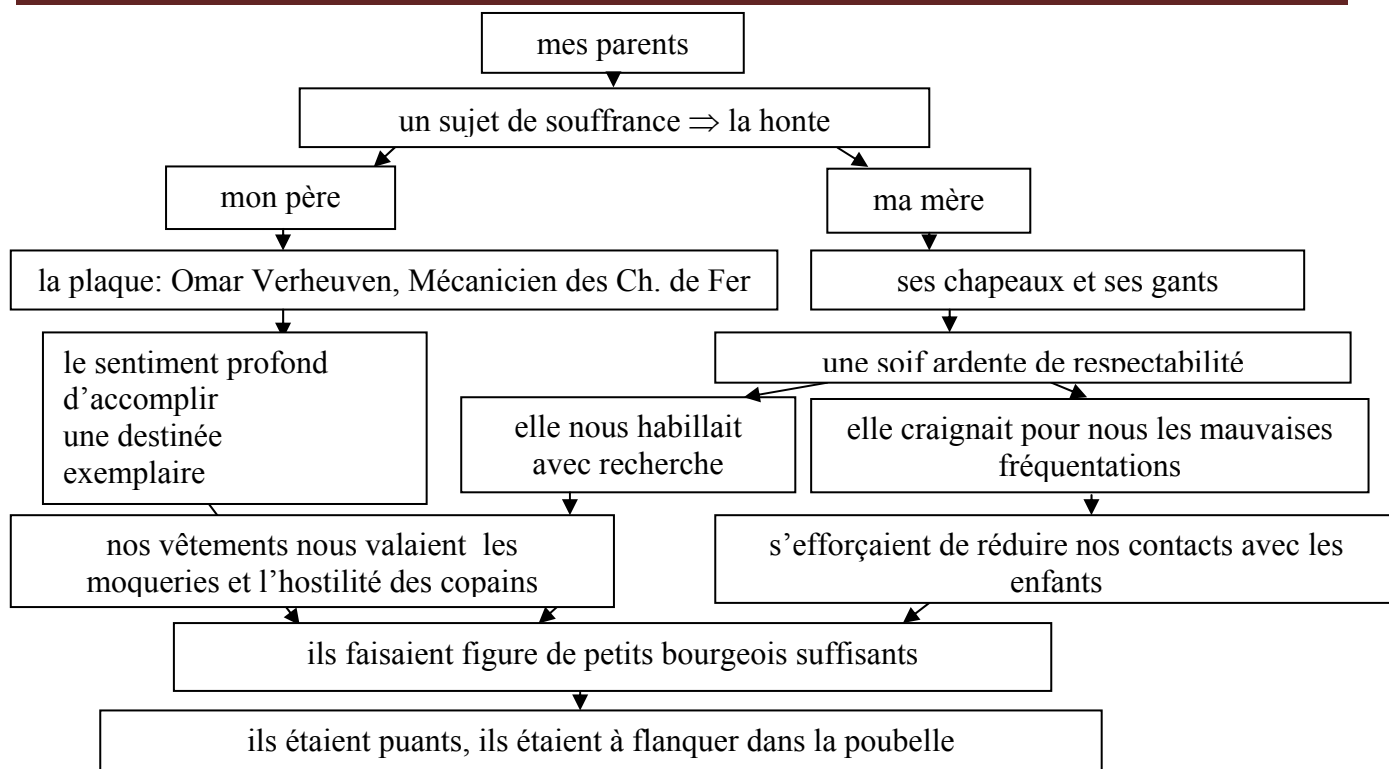 mes parents
un sujet de souffrance ⇒ la honte
mon père
ma mère
la plaque: Omar Verheuven, Mécanicien des Ch. de Fer
ses chapeaux et ses gants
le sentiment profond
d’accomplir
une destinée
exemplaire
une soif ardente de respectabilité
elle nous habillait
avec recherche
elle craignait pour nous les mauvaises
fréquentations
nos vêtements nous valaient les
moqueries et l’hostilité des copains
s’efforçaient de réduire nos contacts avec les
enfants
ils faisaient figure de petits bourgeois suffisants
ils étaient puants, ils étaient à flanquer dans la poubelle